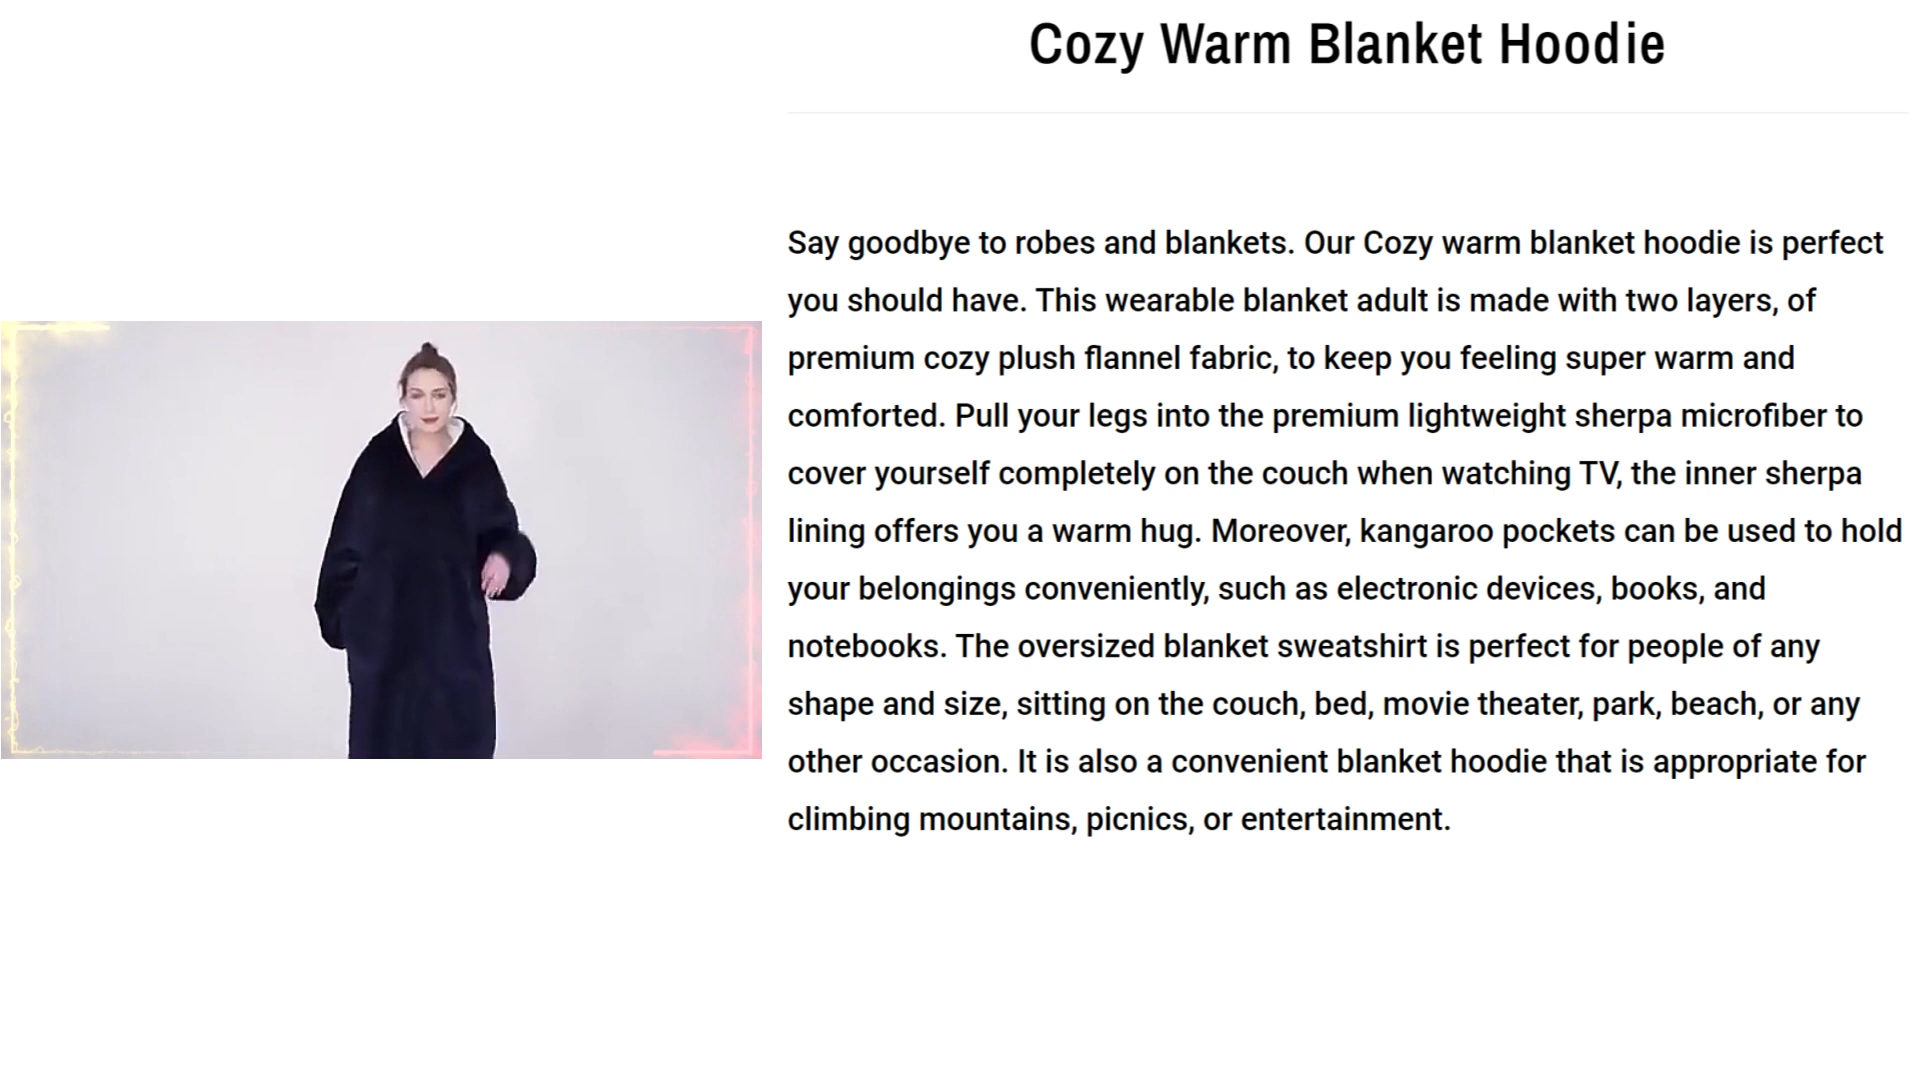 Cozy Warm Blanket Hoodie
Say goodbye to robes and blankets. Our Cozy warm blanket hoodie is perfect
you should have. This wearable blanket adult is made with two layers, of
premium cozy plush flannel fabric, to keep you feeling super warm and
comforted. Pull your legs into the premium lightweight sherpa microfiber to
cover yourself completely on the couch when watching TV, the inner sherpa
lining offers you a warm hug. Moreover, kangaroo pockets can be used to hold
your belongings conveniently, such as electronic devices, books, and
notebooks. The oversized blanket sweatshirt is perfect for people of any
shape and size, sitting on the couch, bed, movie theater, park, beach, or any
other occasion. It is also a convenient blanket hoodie that is appropriate for
climbing mountains, picnics, or entertainment.